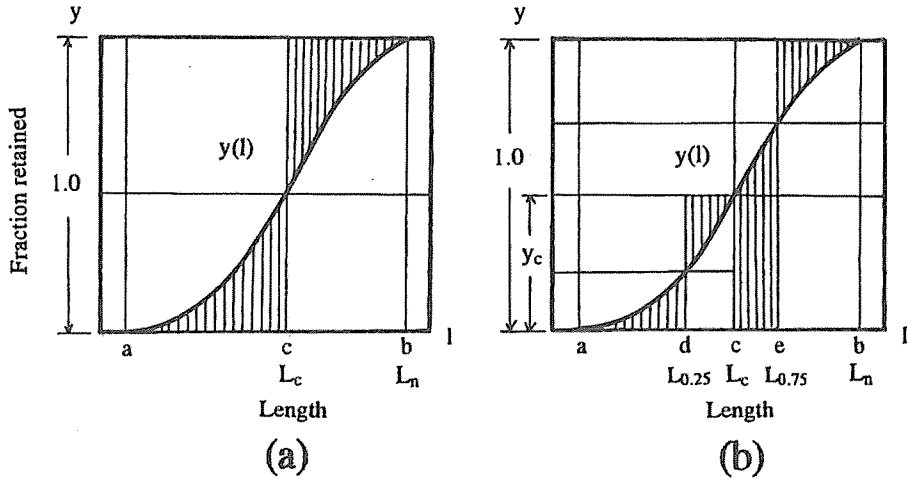 y
Fraction retained
1.0
y(l)
a c b l
L_c L_n
Length
(a)
y
1.0
y(l)
y_c
a d c e b l
L_0.25 L_c L_0.75 L_n
Length
(b)